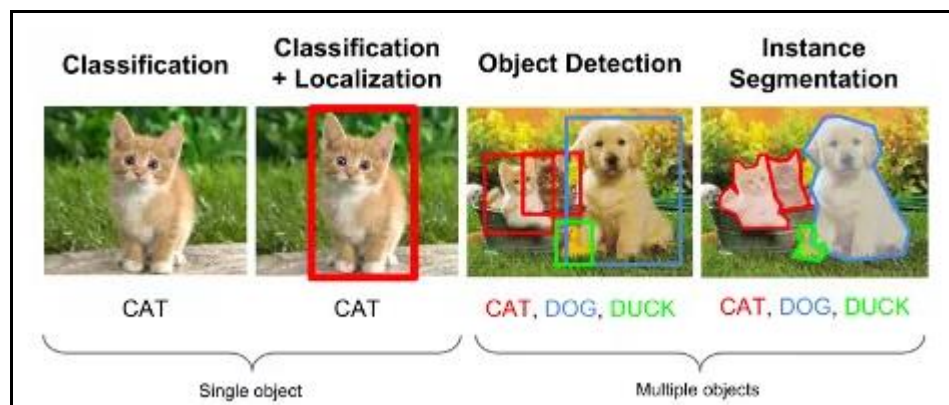 Classification
Classification
+ Localization
Object Detection
Instance
Segmentation
CAT
CAT
CAT, DOG, DUCK
CAT, DOG, DUCK
Single object
Multiple objects